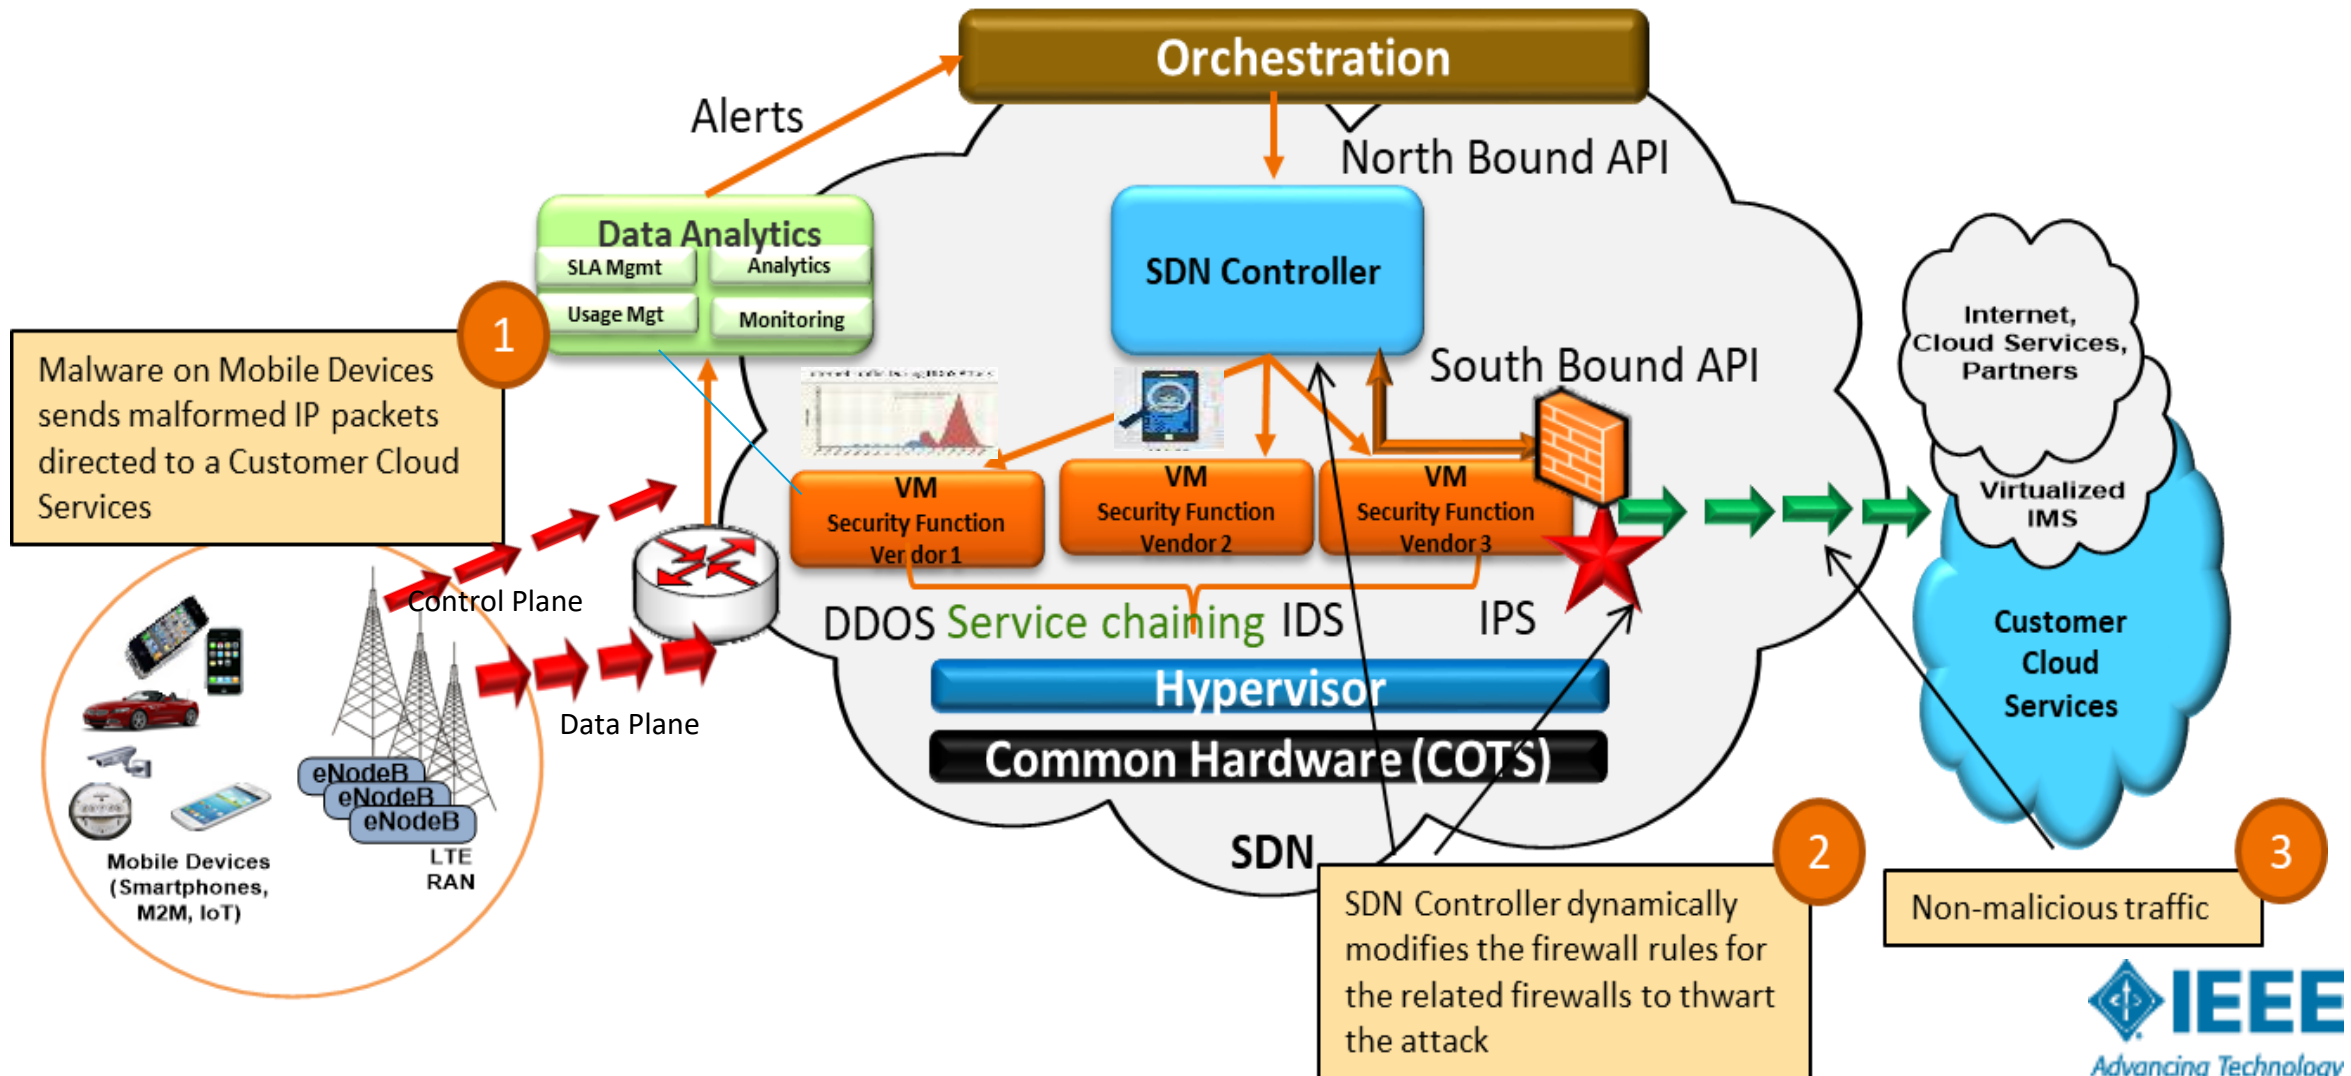 Orchestration
Alerts
North Bound API
Data Analytics
SLA Mgmt
Analytics
Usage Mgt
Monitoring
SDN Controller
1
Malware on Mobile Devices
sends malformed IP packets
directed to a Customer Cloud
Services
South Bound API
Internet,
Cloud Services,
Partners
VM
Security Function
Vendor 1
VM
Security Function
Vendor 2
VM
Security Function
Vendor 3
Virtualized
IMS
Control Plane
DDOS
Service chaining
IDS
IPS
Customer
Cloud
Services
Data Plane
Hypervisor
Common Hardware (COTS)
eNodeB
eNodeB
eNodeB
LTE
RAN
Mobile Devices
(Smartphones,
M2M, IoT)
SDN
2
SDN Controller dynamically
modifies the firewall rules for
the related firewalls to thwart
the attack
3
Non-malicious traffic
IEEE
Advancing Technology